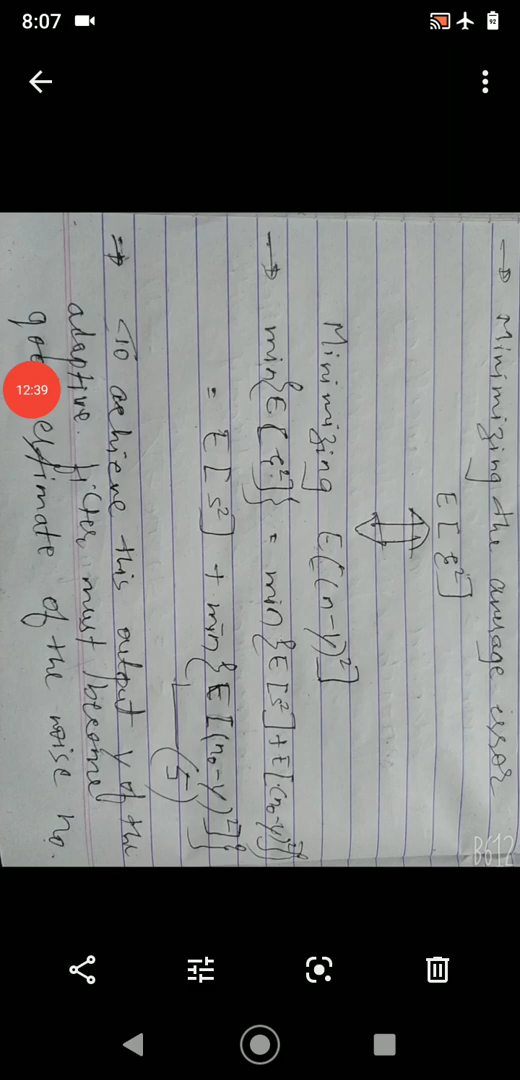 8:07
92
→ Minimizing the average error
E[ε²]
⇕
Minimizing E[(n-y)²]
→ min{E[ε²]} = min{E[s²]+E[(n₀-y)²]}
= E[s²] + min{E[(n₀-y)²]}
(5)
⇒ To achieve this output y of the
adaptive filter must become
estimate of the noise n₀.
12:39
B612